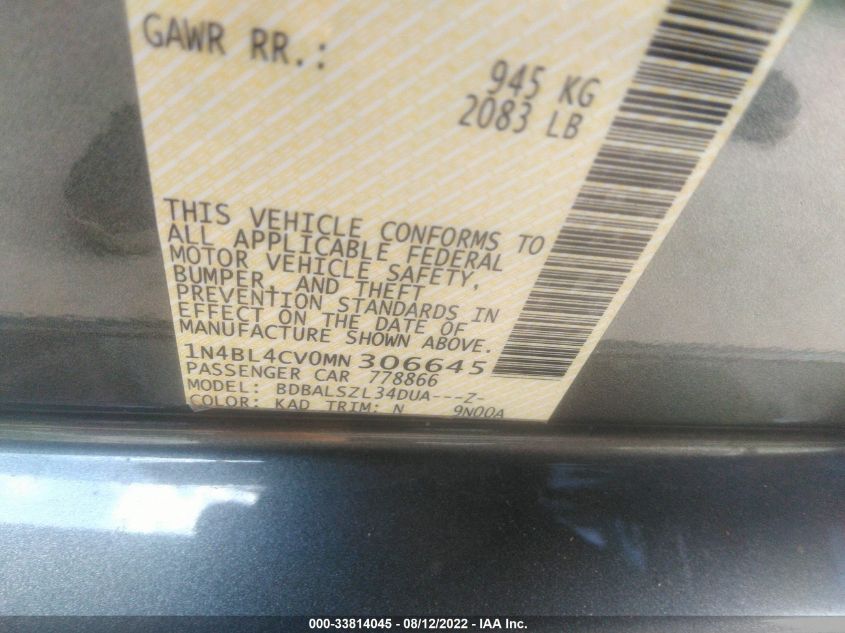 GAWR RR.:
945 KG
2083 LB
THIS VEHICLE CONFORMS TO
ALL APPLICABLE FEDERAL
MOTOR VEHICLE SAFETY,
BUMPER, AND THEFT
PREVENTION STANDARDS IN
EFFECT ON THE DATE OF
MANUFACTURE SHOWN ABOVE.
1N4BL4CV0MN 306645
PASSENGER CAR 778866
MODEL: BDBALSZL34DUA---Z-
COLOR: KAD TRIM: N 9N00A
000-33814045 - 08/12/2022 - IAA Inc.